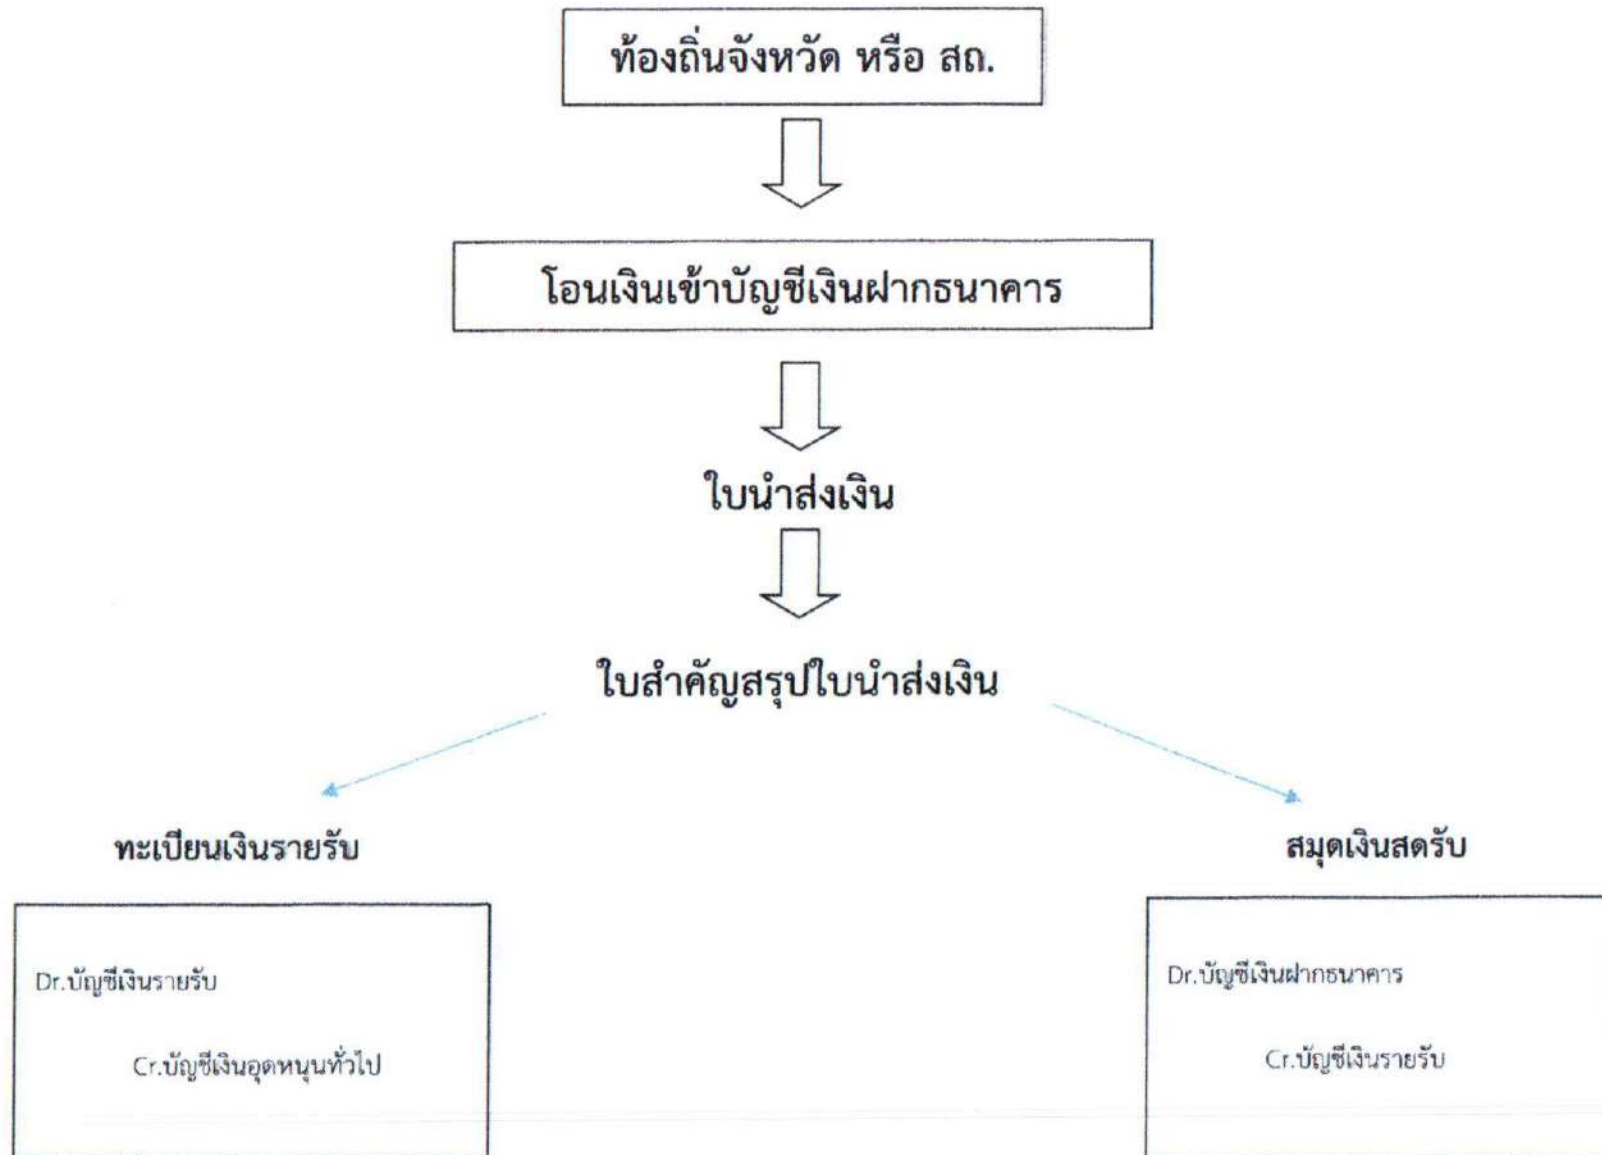 ท้องถิ่นจังหวัด หรือ สถ.
โอนเงินเข้าบัญชีเงินฝากธนาคาร
ใบนำส่งเงิน
ใบสำคัญสรุปใบนำส่งเงิน
ทะเบียนเงินรายรับ
สมุดเงินสดรับ
Dr.บัญชีเงินรายรับ
Cr.บัญชีเงินอุดหนุนทั่วไป
Dr.บัญชีเงินฝากธนาคาร
Cr.บัญชีเงินรายรับ